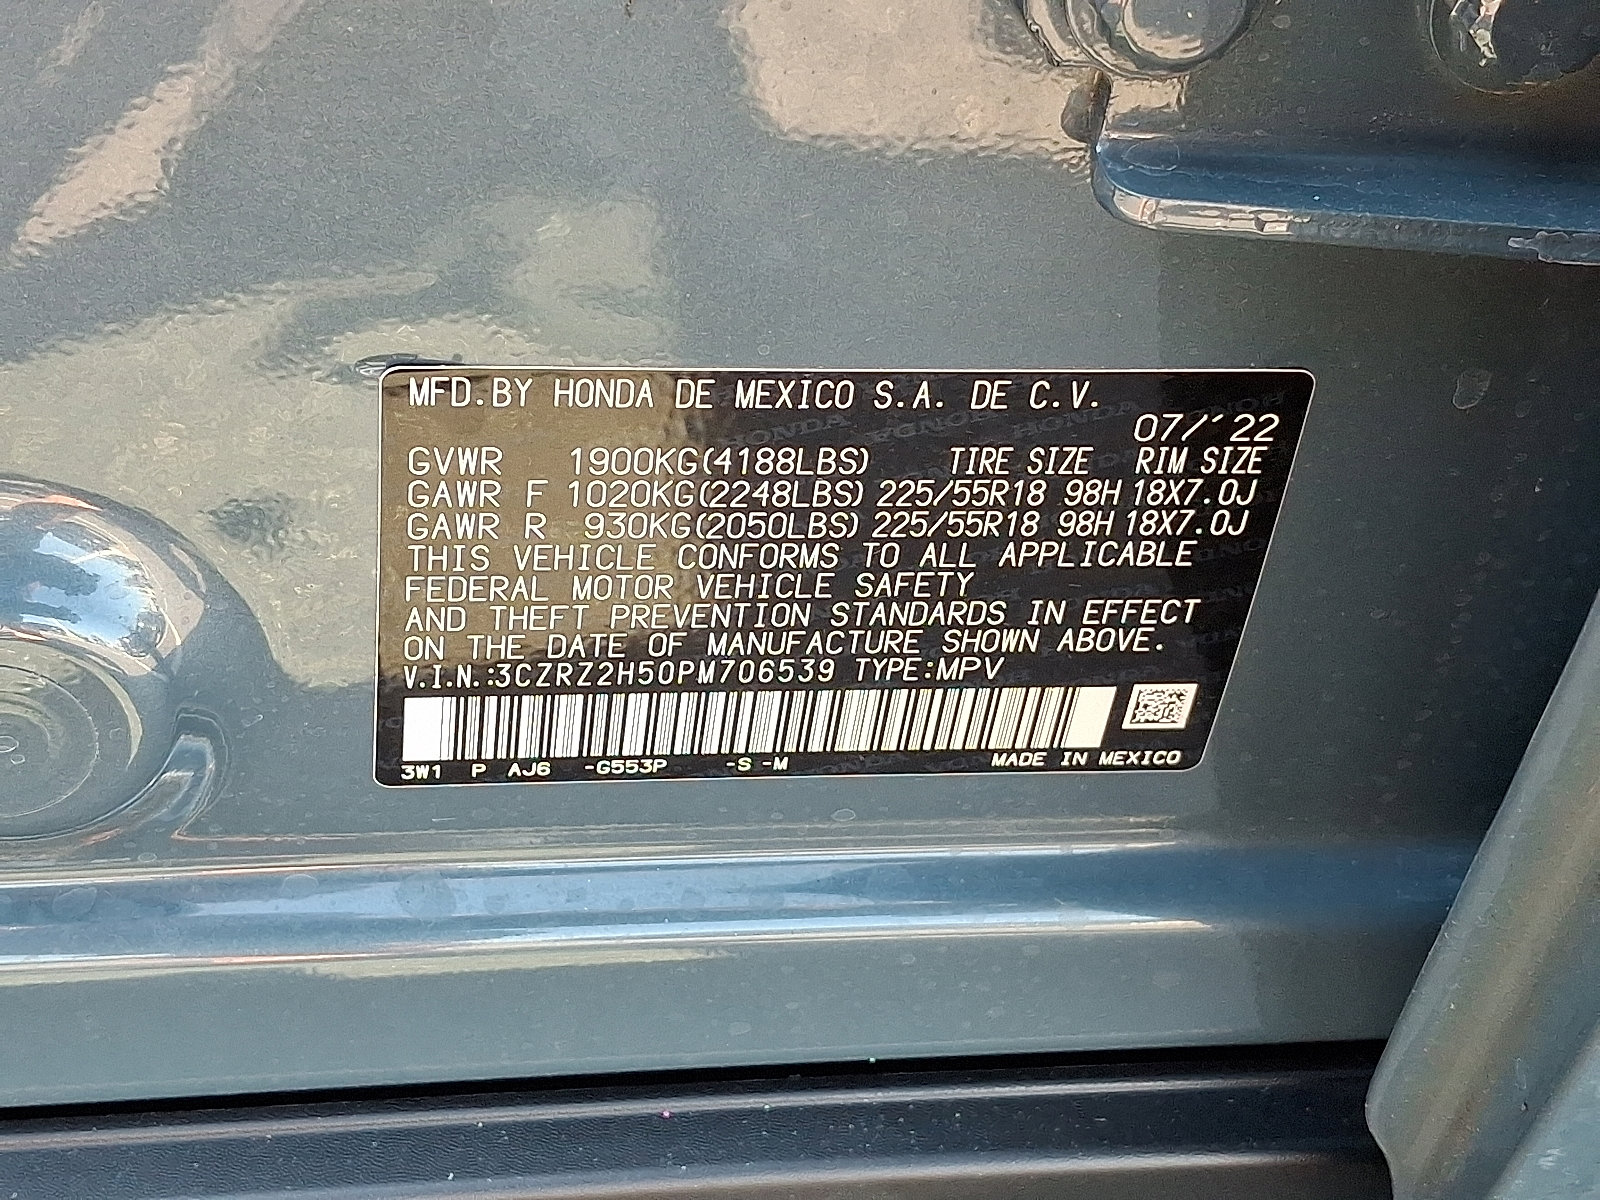 MFD.BY HONDA DE MEXICO S.A. DE C.V.
07/´22
GVWR 1900KG(4188LBS) TIRE SIZE RIM SIZE
GAWR F 1020KG(2248LBS) 225/55R18 98H 18X7.0J
GAWR R 930KG(2050LBS) 225/55R18 98H 18X7.0J
THIS VEHICLE CONFORMS TO ALL APPLICABLE
FEDERAL MOTOR VEHICLE SAFETY
AND THEFT PREVENTION STANDARDS IN EFFECT
ON THE DATE OF MANUFACTURE SHOWN ABOVE.
V.I.N.:3CZRZ2H50PM706539 TYPE:MPV
3W1 P AJ6 -G553P -S -M MADE IN MEXICO